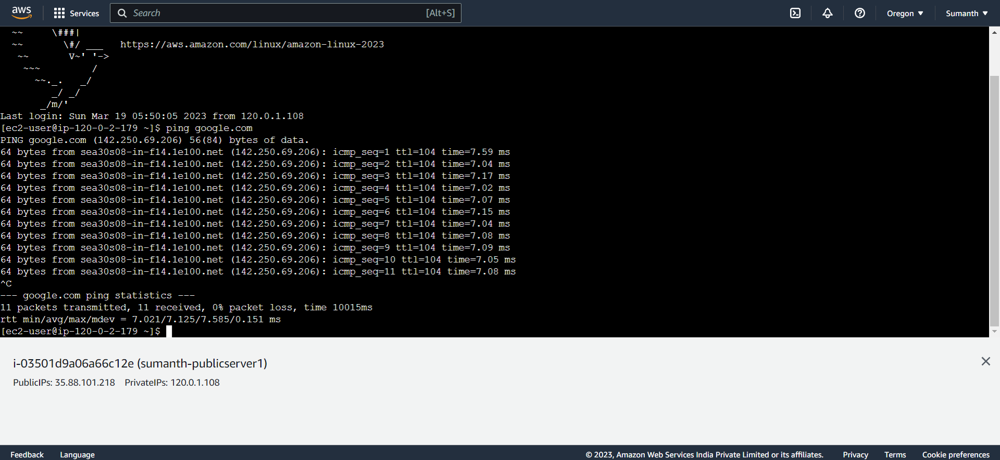 aws Services Search [Alt+S] Oregon Sumanth
~~ \###|
~~ \#/ ___ https://aws.amazon.com/linux/amazon-linux-2023
~~ V~' '->
~~~ /
~~._. _/
_/ _/
_/m/'
Last login: Sun Mar 19 05:50:05 2023 from 120.0.1.108
[ec2-user@ip-120-0-2-179 ~]$ ping google.com
PING google.com (142.250.69.206) 56(84) bytes of data.
64 bytes from sea30s08-in-f14.1e100.net (142.250.69.206): icmp_seq=1 ttl=104 time=7.59 ms
64 bytes from sea30s08-in-f14.1e100.net (142.250.69.206): icmp_seq=2 ttl=104 time=7.04 ms
64 bytes from sea30s08-in-f14.1e100.net (142.250.69.206): icmp_seq=3 ttl=104 time=7.17 ms
64 bytes from sea30s08-in-f14.1e100.net (142.250.69.206): icmp_seq=4 ttl=104 time=7.02 ms
64 bytes from sea30s08-in-f14.1e100.net (142.250.69.206): icmp_seq=5 ttl=104 time=7.07 ms
64 bytes from sea30s08-in-f14.1e100.net (142.250.69.206): icmp_seq=6 ttl=104 time=7.15 ms
64 bytes from sea30s08-in-f14.1e100.net (142.250.69.206): icmp_seq=7 ttl=104 time=7.04 ms
64 bytes from sea30s08-in-f14.1e100.net (142.250.69.206): icmp_seq=8 ttl=104 time=7.08 ms
64 bytes from sea30s08-in-f14.1e100.net (142.250.69.206): icmp_seq=9 ttl=104 time=7.09 ms
64 bytes from sea30s08-in-f14.1e100.net (142.250.69.206): icmp_seq=10 ttl=104 time=7.05 ms
64 bytes from sea30s08-in-f14.1e100.net (142.250.69.206): icmp_seq=11 ttl=104 time=7.08 ms
^C
--- google.com ping statistics ---
11 packets transmitted, 11 received, 0% packet loss, time 10015ms
rtt min/avg/max/mdev = 7.021/7.125/7.585/0.151 ms
[ec2-user@ip-120-0-2-179 ~]$
i-03501d9a06a66c12e (sumanth-publicserver1)
PublicIPs: 35.88.101.218 PrivateIPs: 120.0.1.108
Feedback Language © 2023, Amazon Web Services India Private Limited or its affiliates. Privacy Terms Cookie preferences